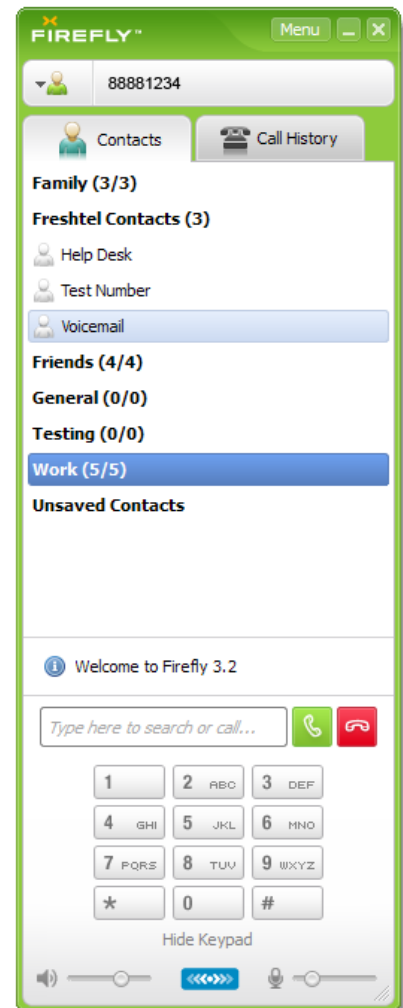 FIREFLY™ Menu
88881234
Contacts Call History
Family (3/3)
Freshtel Contacts (3)
Help Desk
Test Number
Voicemail
Friends (4/4)
General (0/0)
Testing (0/0)
Work (5/5)
Unsaved Contacts
Welcome to Firefly 3.2
Type here to search or call...
1 2 ABC 3 DEF
4 GHI 5 JKL 6 MNO
7 PQRS 8 TUV 9 WXYZ
* 0 #
Hide Keypad